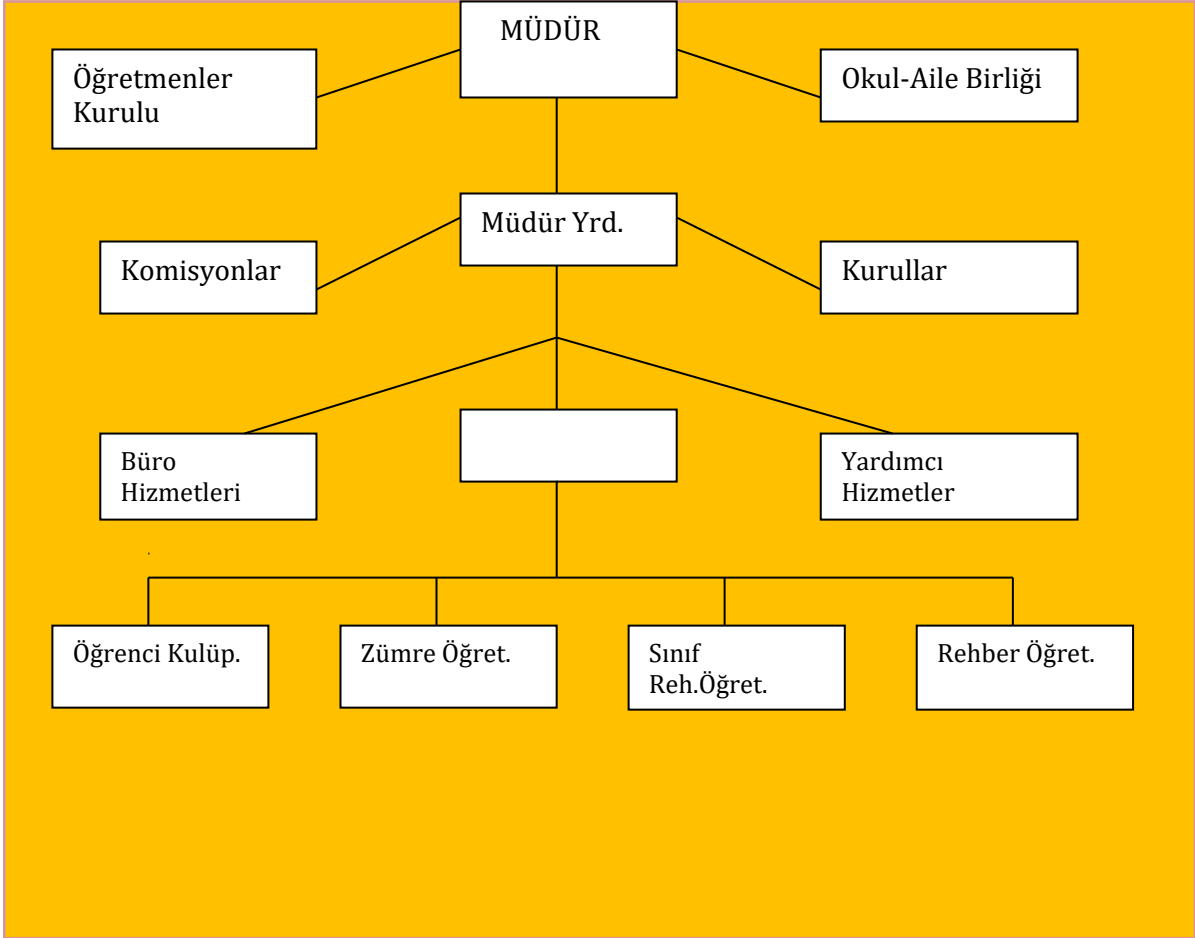 MÜDÜR
Öğretmenler
Kurulu
Okul-Aile Birliği
Müdür Yrd.
Komisyonlar
Kurullar
Büro
Hizmetleri
Yardımcı
Hizmetler
Öğrenci Kulüp.
Zümre Öğret.
Sınıf
Reh.Öğret.
Rehber Öğret.